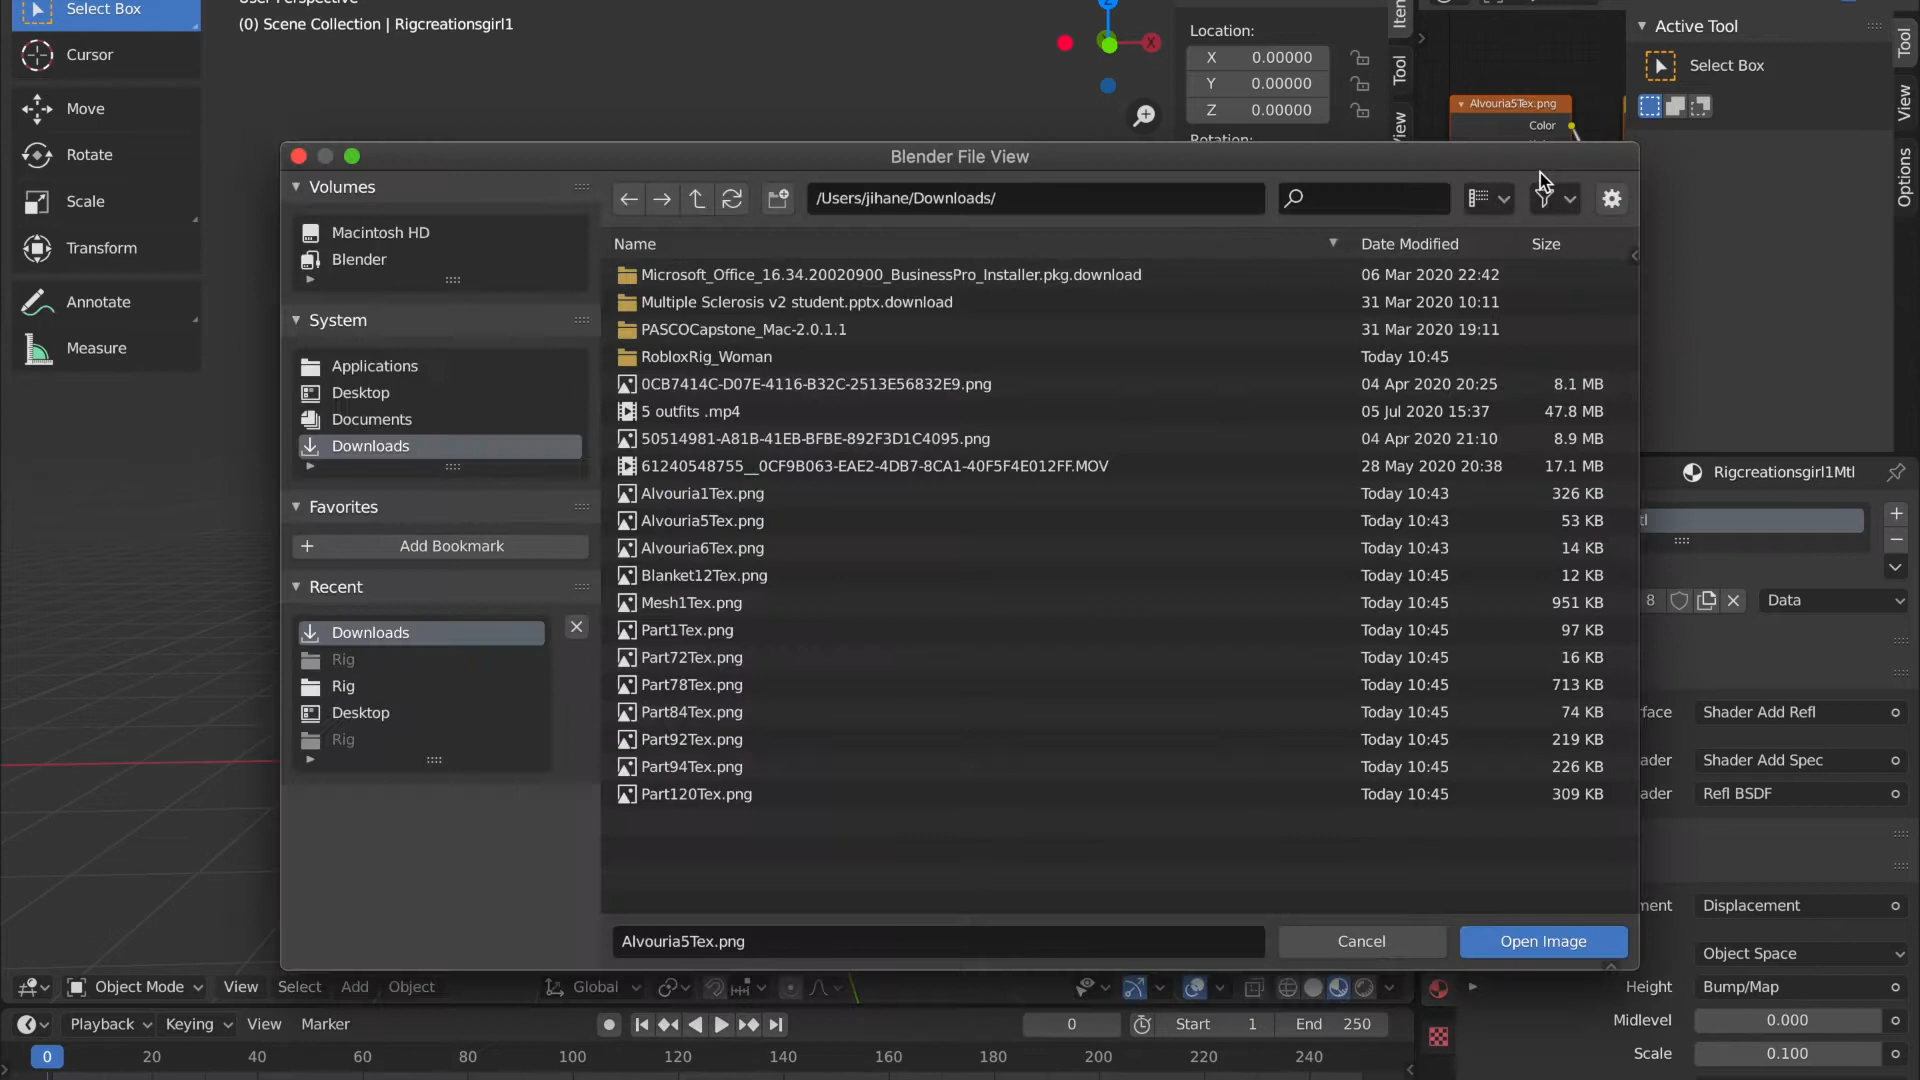 Select Box
(0) Scene Collection | Rigcreationsgirl1
Cursor
Move
Rotate
Scale
Transform
Annotate
Measure
Z
X
Location:
X 0.00000
Y 0.00000
Z 0.00000
Item
Tool
View
Alvouria5Tex.png
Color
Active Tool
Select Box
Tool
View
Options
Blender File View
Volumes
Macintosh HD
Blender
System
Applications
Desktop
Documents
Downloads
Favorites
Add Bookmark
Recent
Downloads
Rig
Rig
Desktop
Rig
/Users/jihane/Downloads/
Name Date Modified Size
Microsoft_Office_16.34.20020900_BusinessPro_Installer.pkg.download 06 Mar 2020 22:42
Multiple Sclerosis v2 student.pptx.download 31 Mar 2020 10:11
PASCOCapstone_Mac-2.0.1.1 31 Mar 2020 19:11
RobloxRig_Woman Today 10:45
0CB7414C-D07E-4116-B32C-2513E56832E9.png 04 Apr 2020 20:25 8.1 MB
5 outfits .mp4 05 Jul 2020 15:37 47.8 MB
50514981-A81B-41EB-BFBE-892F3D1C4095.png 04 Apr 2020 21:10 8.9 MB
61240548755__0CF9B063-EAE2-4DB7-8CA1-40F5F4E012FF.MOV 28 May 2020 20:38 17.1 MB
Alvouria1Tex.png Today 10:43 326 KB
Alvouria5Tex.png Today 10:43 53 KB
Alvouria6Tex.png Today 10:43 14 KB
Blanket12Tex.png Today 10:45 12 KB
Mesh1Tex.png Today 10:45 951 KB
Part1Tex.png Today 10:45 97 KB
Part72Tex.png Today 10:45 16 KB
Part78Tex.png Today 10:45 713 KB
Part84Tex.png Today 10:45 74 KB
Part92Tex.png Today 10:45 219 KB
Part94Tex.png Today 10:45 226 KB
Part120Tex.png Today 10:45 309 KB
Alvouria5Tex.png
Cancel
Open Image
Rigcreationsgirl1Mtl
tl
8
Data
face Shader Add Refl
ader Shader Add Spec
ader Refl BSDF
ment Displacement
Object Space
Height Bump/Map
Midlevel 0.000
Scale 0.100
Object Mode View Select Add Object Global
Playback Keying View Marker 0 Start 1 End 250
0 20 40 60 80 100 120 140 160 180 200 220 240